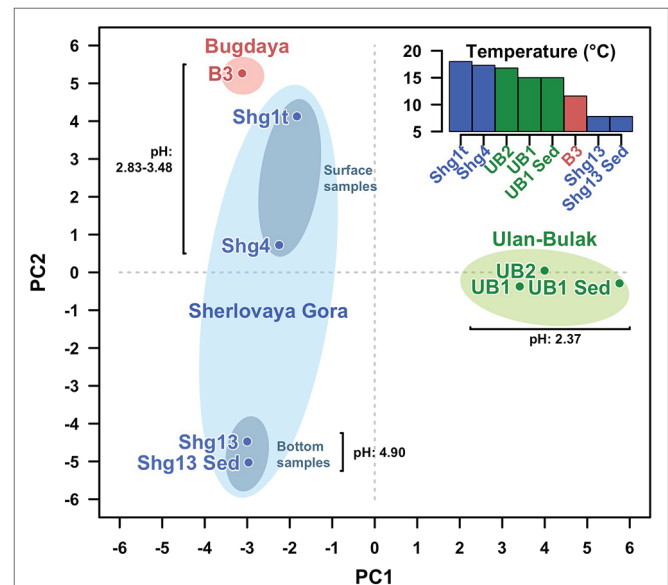 6
5
4
3
2
1
0
-1
-2
-3
-4
-5
-6
PC2
Bugdaya
B3
Shg1t
pH:
2.83-3.48
Surface
samples
Shg4
Sherlovaya Gora
Shg13
Shg13 Sed
Bottom
samples
pH: 4.90
Temperature (°C)
20
15
10
5
Shg1t
Shg4
UB2
UB1
UB1 Sed
B3
Shg13
Shg13 Sed
Ulan-Bulak
UB2
UB1
UB1 Sed
pH: 2.37
-6 -5 -4 -3 -2 -1 0 1 2 3 4 5 6
PC1